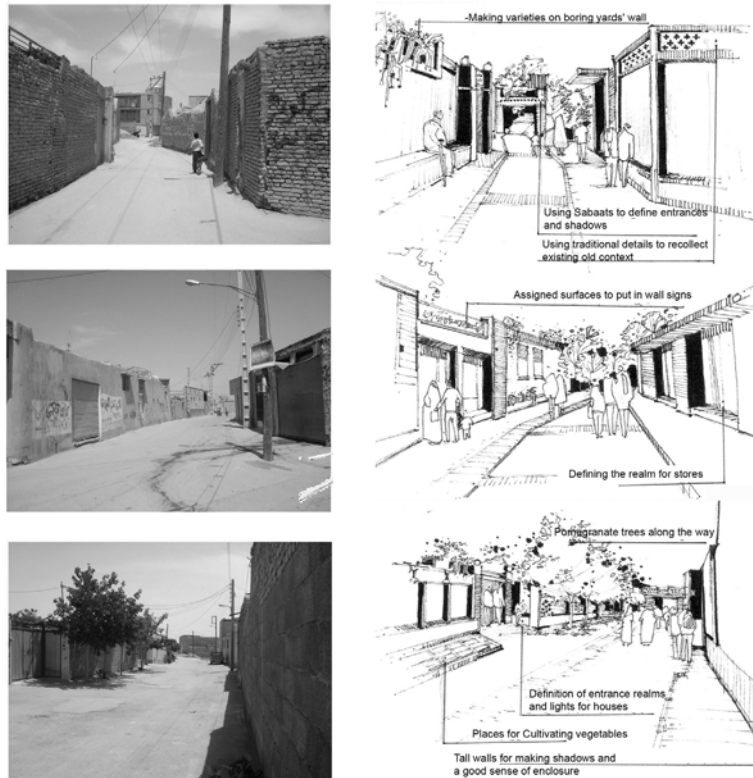 -Making varieties on boring yards' wall
Using Sabaats to define entrances
and shadows
Using traditional details to recollect
existing old context
Assigned surfaces to put in wall signs
Defining the realm for stores
Pomegranate trees along the way
Definition of entrance realms
and lights for houses
Places for Cultivating vegetables
Tall walls for making shadows and
a good sense of enclosure